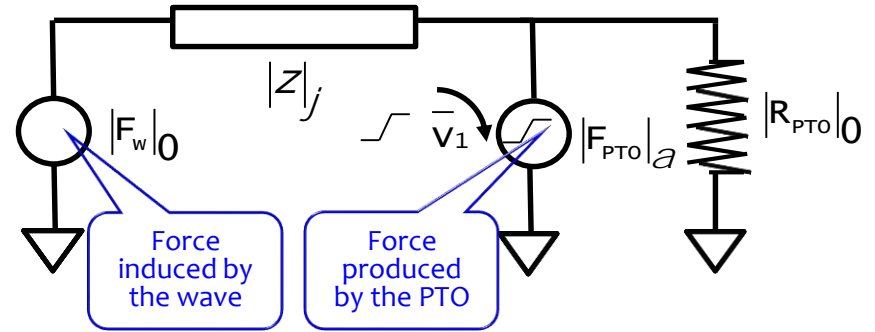 |Z|j
|Fw|0
v1
|FPTO|a
|RPTO|0
Force
induced by
the wave
Force
produced
by the PTO